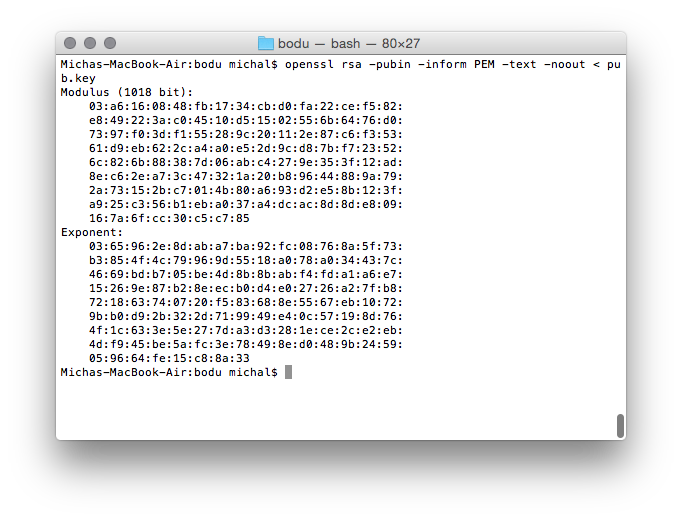 bodu — bash — 80×27
Michas-MacBook-Air:bodu michal$ openssl rsa -pubin -inform PEM -text -noout < pu
b.key
Modulus (1018 bit):
03:a6:16:08:48:fb:17:34:cb:d0:fa:22:ce:f5:82:
e8:49:22:3a:c0:45:10:d5:15:02:55:6b:64:76:d0:
73:97:f0:3d:f1:55:28:9c:20:11:2e:87:c6:f3:53:
61:d9:eb:62:2c:a4:a0:e5:2d:9c:d8:7b:f7:23:52:
6c:82:6b:88:38:7d:06:ab:c4:27:9e:35:3f:12:ad:
8e:c6:2e:a7:3c:47:32:1a:20:b8:96:44:88:9a:79:
2a:73:15:2b:c7:01:4b:80:a6:93:d2:e5:8b:12:3f:
a9:25:c3:56:b1:eb:a0:37:a4:dc:ac:8d:8d:e8:09:
16:7a:6f:cc:30:c5:c7:85
Exponent:
03:65:96:2e:8d:ab:a7:ba:92:fc:08:76:8a:5f:73:
b3:85:4f:4c:79:96:9d:55:18:a0:78:a0:34:43:7c:
46:69:bd:b7:05:be:4d:8b:8b:ab:f4:fd:a1:a6:e7:
15:26:9e:87:b2:8e:ec:b0:d4:e0:27:26:a2:7f:b8:
72:18:63:74:07:20:f5:83:68:8e:55:67:eb:10:72:
9b:b0:d9:2b:32:2d:71:99:49:e4:0c:57:19:8d:76:
4f:1c:63:3e:5e:27:7d:a3:d3:28:1e:ce:2c:e2:eb:
4d:f9:45:be:5a:fc:3e:78:49:8e:d0:48:9b:24:59:
05:96:64:fe:15:c8:8a:33
Michas-MacBook-Air:bodu michal$